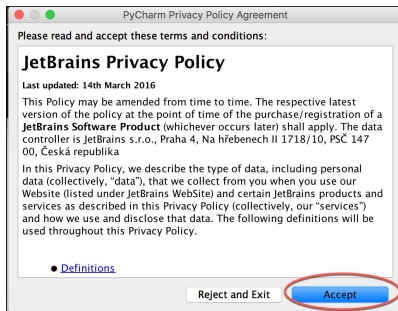 PyCharm Privacy Policy Agreement
Please read and accept these terms and conditions:
JetBrains Privacy Policy
Last updated: 14th March 2016
This Policy may be amended from time to time. The respective latest
version of the policy at the point of time of the purchase/registration of a
JetBrains Software Product (whichever occurs later) shall apply. The data
controller is JetBrains s.r.o., Praha 4, Na hřebenech II 1718/10, PSČ 147
00, Česká republika
In this Privacy Policy, we describe the type of data, including personal
data (collectively, “data”), that we collect from you when you use our
Website (listed under JetBrains WebSite) and certain JetBrains products and
services as described in this Privacy Policy (collectively, our “services”)
and how we use and disclose that data. The following definitions will be
used throughout this Privacy Policy.
• Definitions
Reject and Exit
Accept